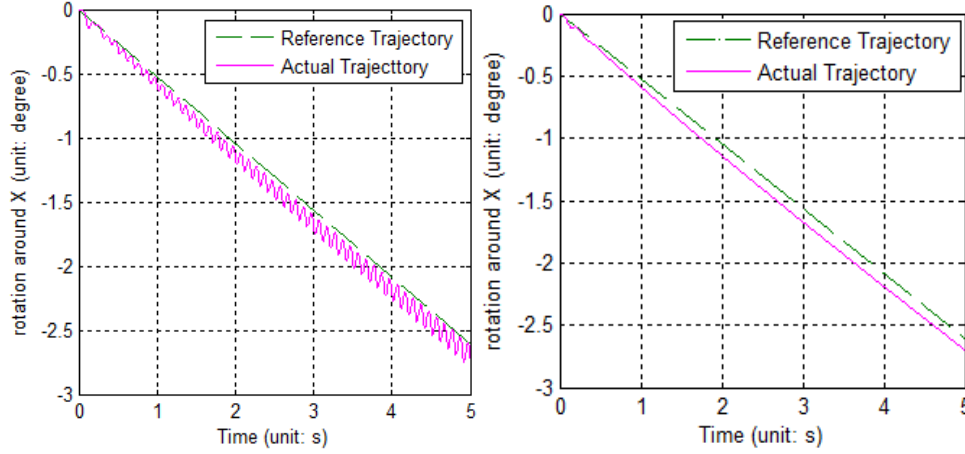 0
-0.5
-1
-1.5
-2
-2.5
-3
rotation around X (unit: degree)
Reference Trajectory
Actual Trajecttory
0 1 2 3 4 5
Time (unit: s)
0
-0.5
-1
-1.5
-2
-2.5
-3
rotation around X (unit: degree)
Reference Trajectory
Actual Trajectory
0 1 2 3 4 5
Time (unit: s)